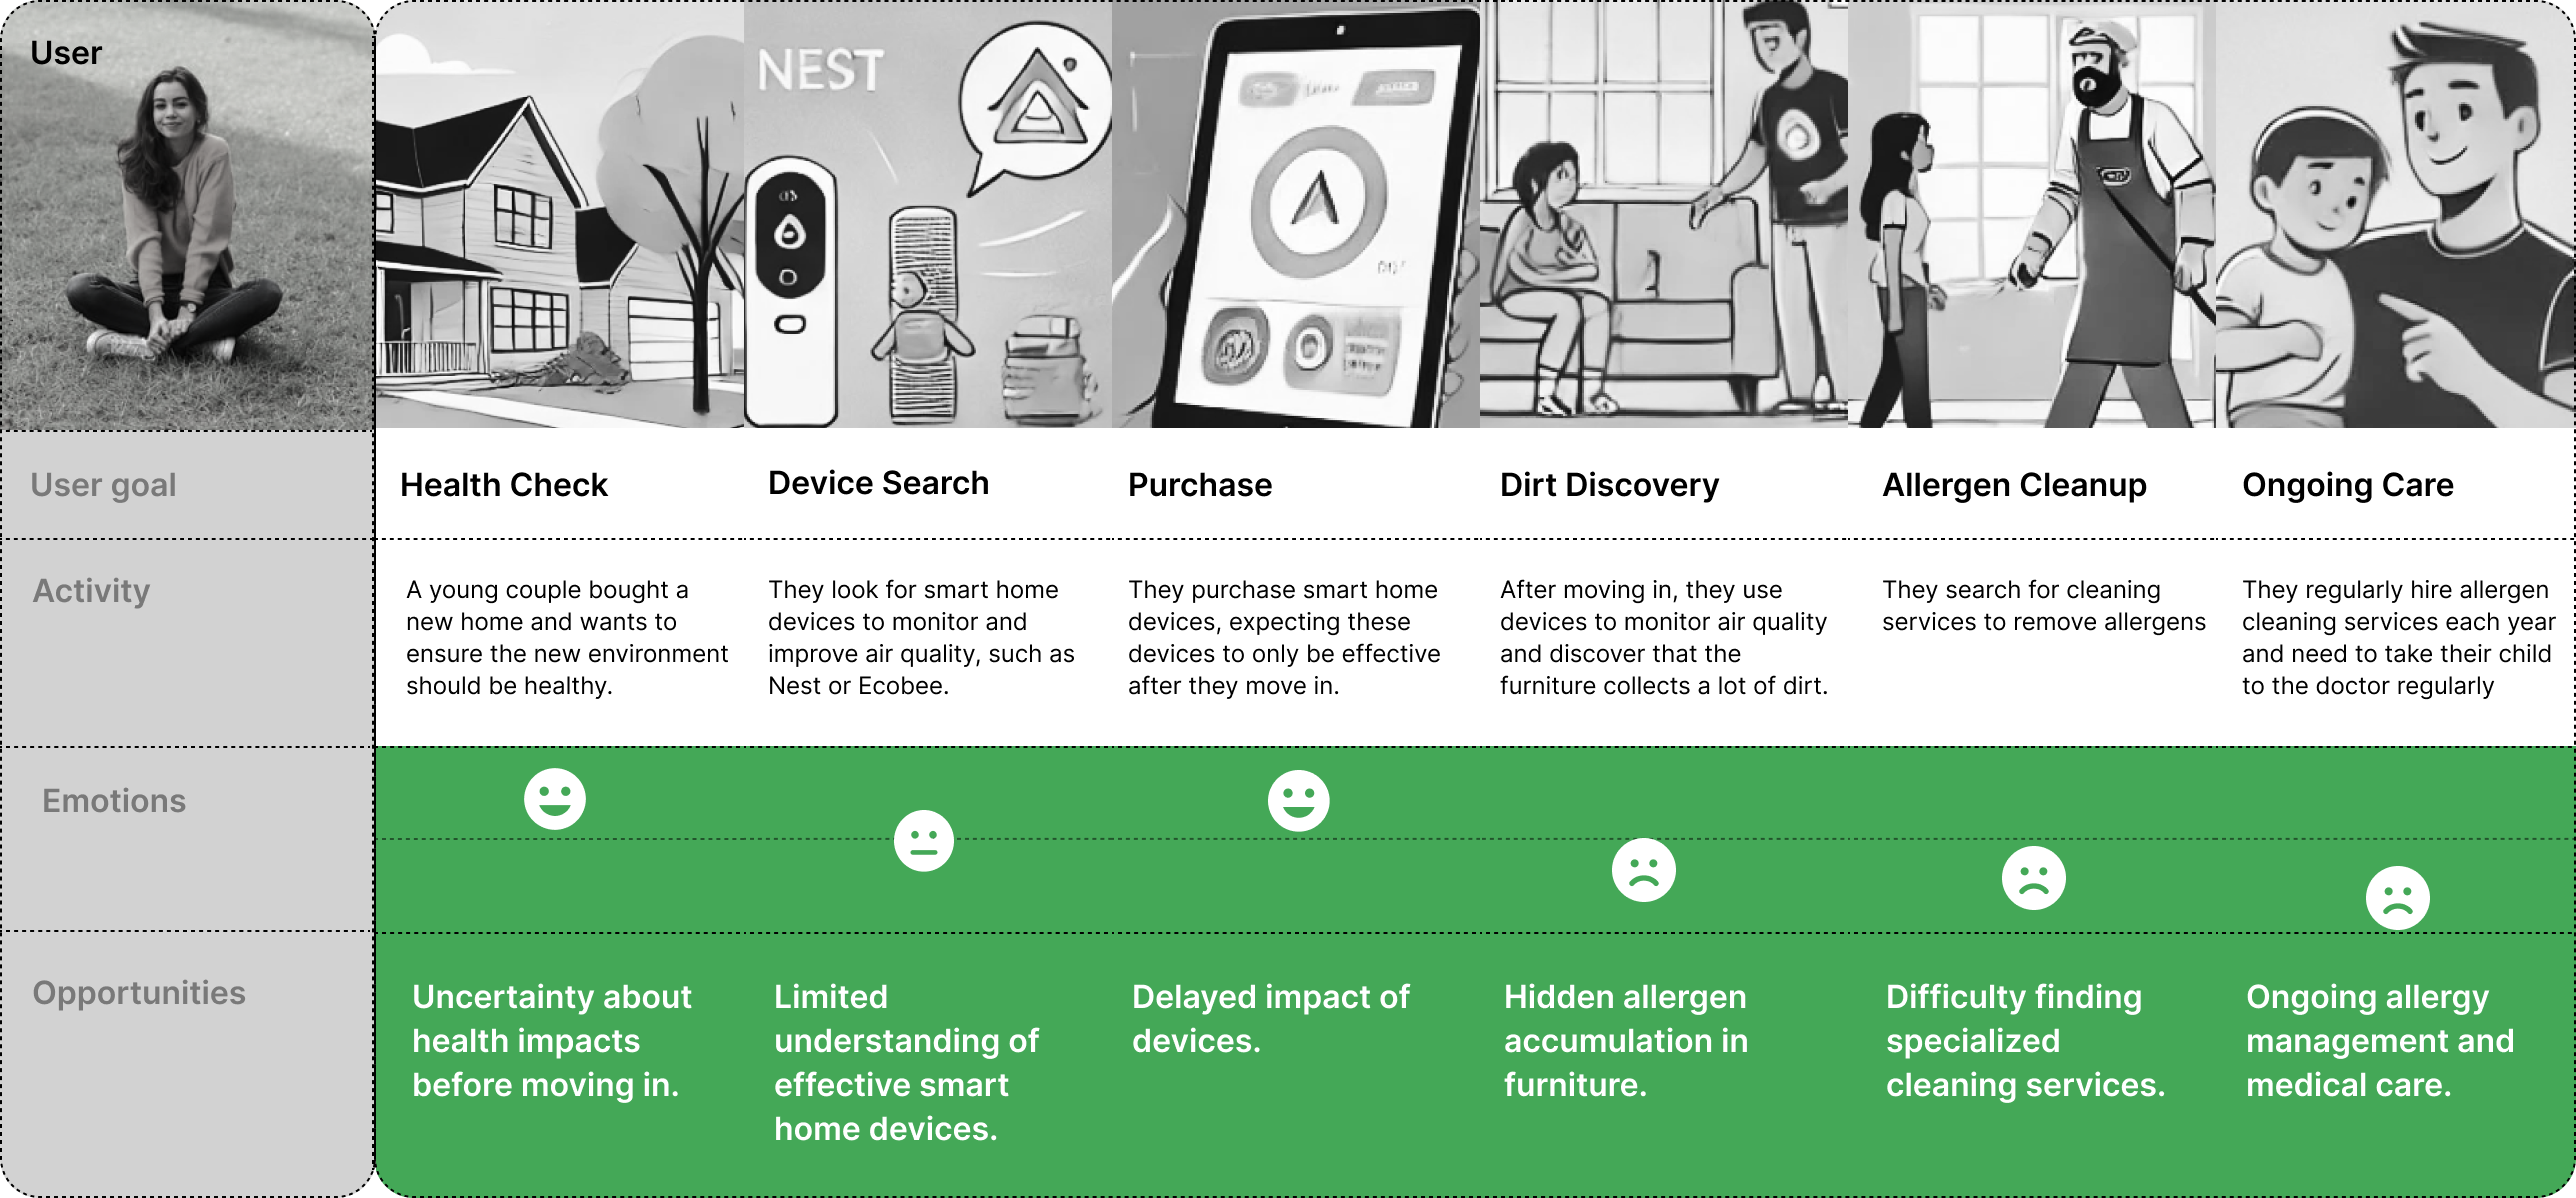 User
NEST
User goal
Health Check
Device Search
Purchase
Dirt Discovery
Allergen Cleanup
Ongoing Care
Activity
A young couple bought a
new home and wants to
ensure the new environment
should be healthy.
They look for smart home
devices to monitor and
improve air quality, such as
Nest or Ecobee.
They purchase smart home
devices, expecting these
devices to only be effective
after they move in.
After moving in, they use
devices to monitor air quality
and discover that the
furniture collects a lot of dirt.
They search for cleaning
services to remove allergens
They regularly hire allergen
cleaning services each year
and need to take their child
to the doctor regularly
Emotions
Opportunities
Uncertainty about
health impacts
before moving in.
Limited
understanding of
effective smart
home devices.
Delayed impact of
devices.
Hidden allergen
accumulation in
furniture.
Difficulty finding
specialized
cleaning services.
Ongoing allergy
management and
medical care.